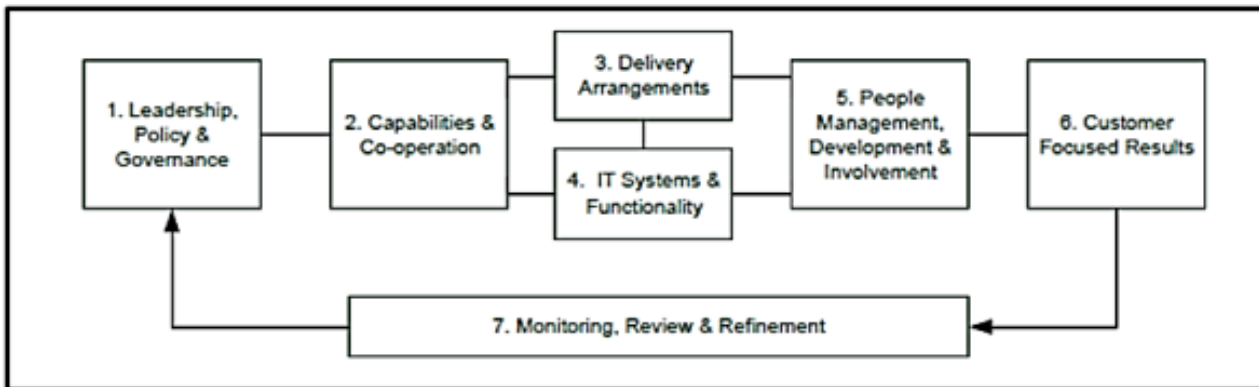 1. Leadership,
Policy &
Governance
2. Capabilities &
Co-operation
3. Delivery
Arrangements
4. IT Systems &
Functionality
5. People
Management,
Development &
Involvement
6. Customer
Focused Results
7. Monitoring, Review & Refinement